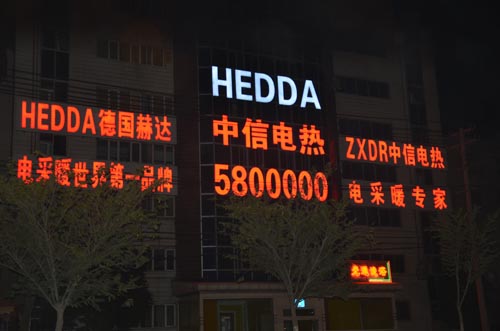 HEDDA
HEDDA德国赫达
中信电热
ZXDR中信电热
电采暖世界第一品牌
5800000
电采暖专家